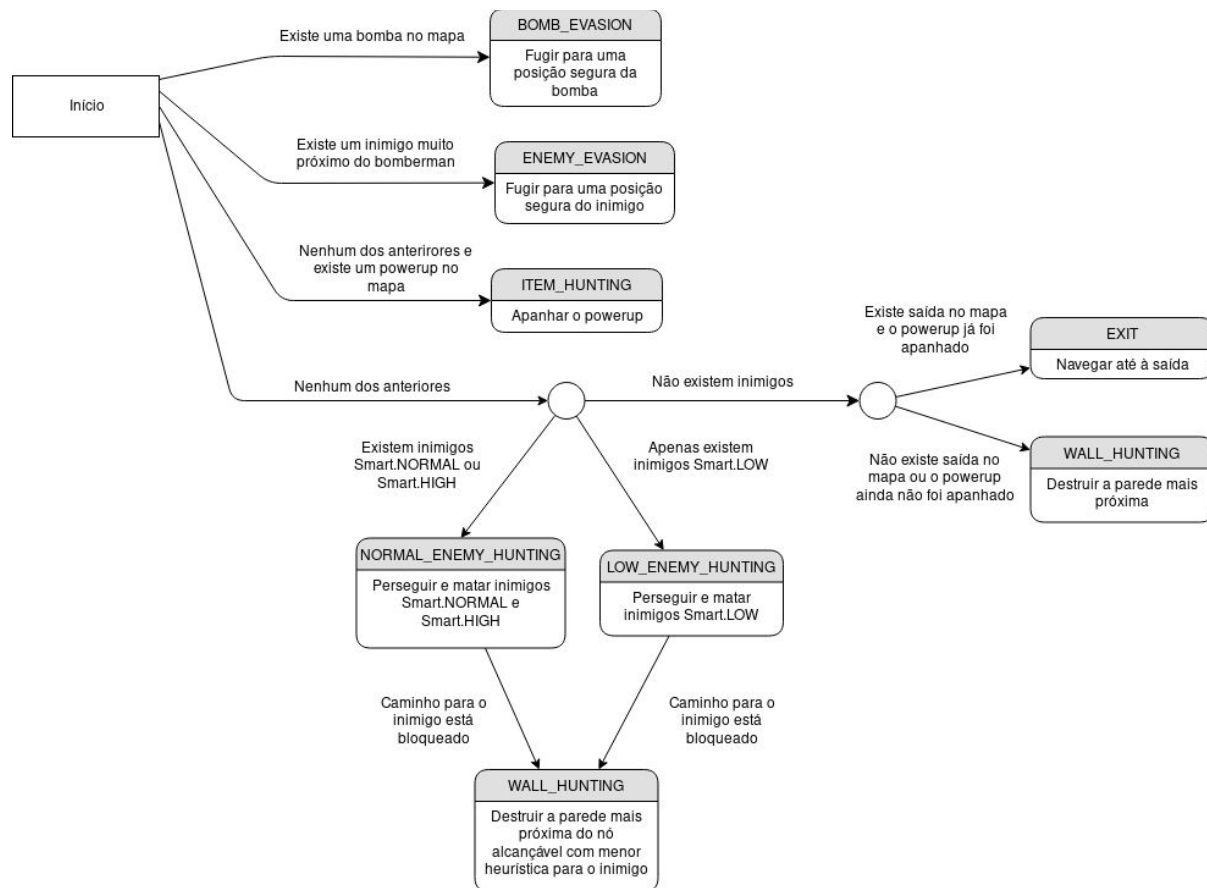 BOMB_EVASION
Existe uma bomba no mapa
Fugir para uma
posição segura da
bomba
Início
Existe um inimigo muito
próximo do bomberman
ENEMY_EVASION
Fugir para uma posição
segura do inimigo
Nenhum dos anterirores e
existe um powerup no
mapa
ITEM_HUNTING
Apanhar o powerup
Existe saída no mapa
e o powerup já foi
apanhado
EXIT
Navegar até à saída
Nenhum dos anteriores
Não existem inimigos
Existem inimigos
Smart.NORMAL ou
Smart.HIGH
Apenas existem
inimigos Smart.LOW
Não existe saída no
mapa ou o powerup
ainda não foi apanhado
WALL_HUNTING
Destruir a parede mais
próxima
NORMAL_ENEMY_HUNTING
Perseguir e matar inimigos
Smart.NORMAL e
Smart.HIGH
LOW_ENEMY_HUNTING
Perseguir e matar
inimigos Smart.LOW
Caminho para o
inimigo está
bloqueado
Caminho para o
inimigo está
bloqueado
WALL_HUNTING
Destruir a parede mais
próxima do nó
alcançável com menor
heurística para o inimigo